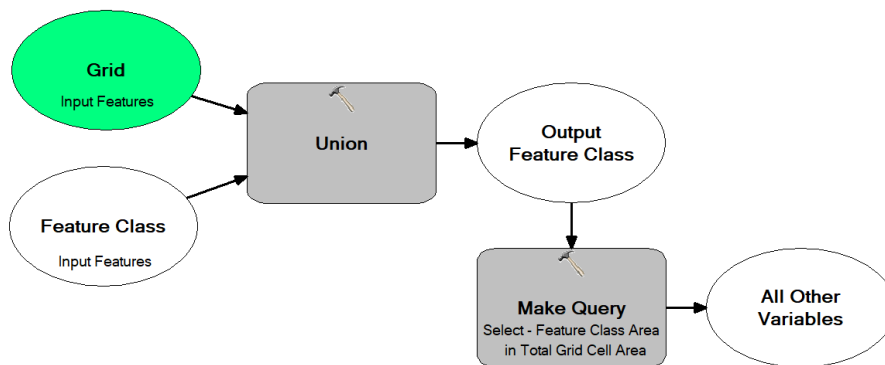 Grid
Input Features
Union
Output
Feature Class
Feature Class
Input Features
Make Query
Select - Feature Class Area
in Total Grid Cell Area
All Other
Variables